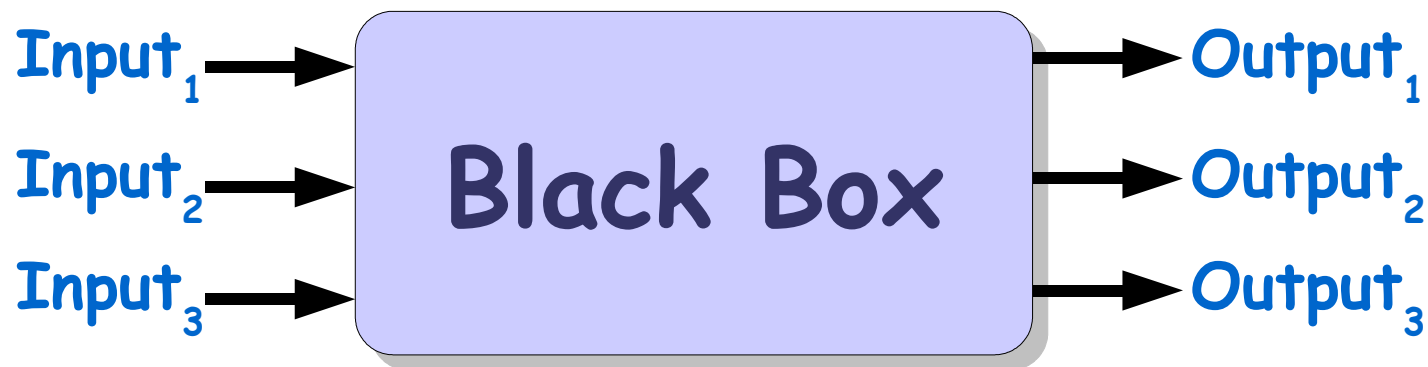 Input₁
Input₂
Input₃
Black Box
Output₁
Output₂
Output₃